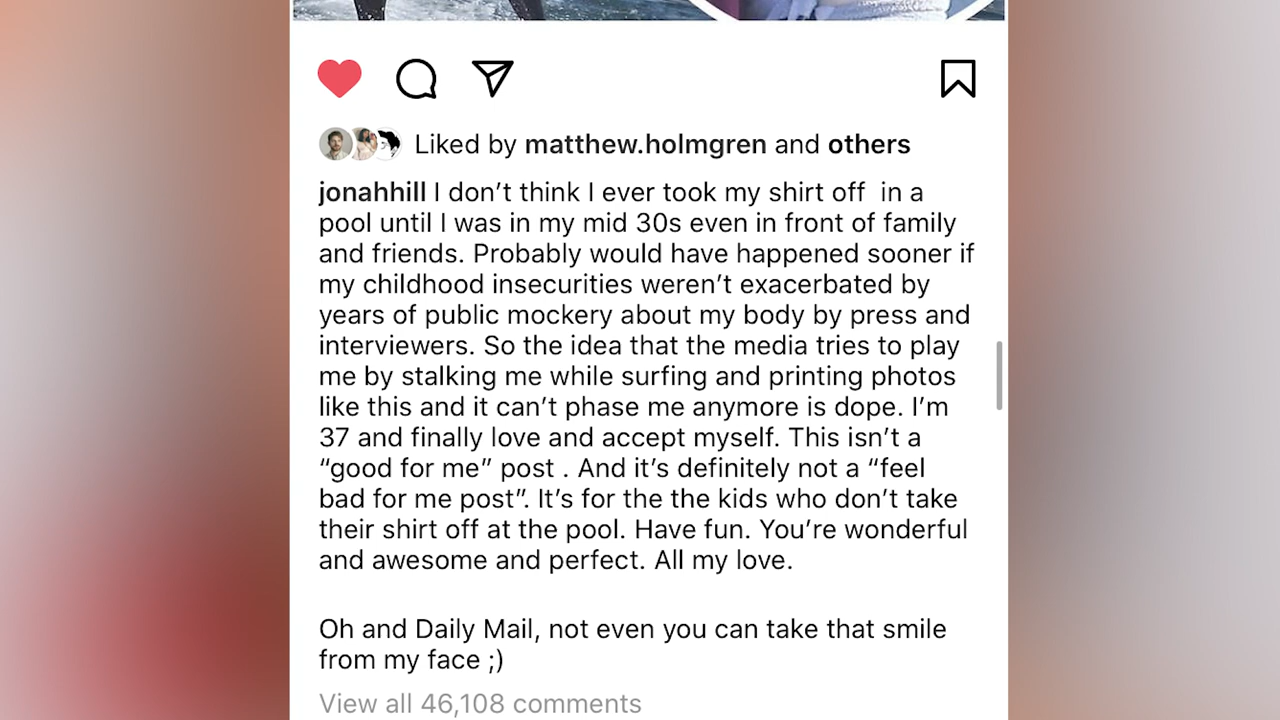 Liked by matthew.holmgren and others
jonahhill I don’t think I ever took my shirt off  in a
pool until I was in my mid 30s even in front of family
and friends. Probably would have happened sooner if
my childhood insecurities weren’t exacerbated by
years of public mockery about my body by press and
interviewers. So the idea that the media tries to play
me by stalking me while surfing and printing photos
like this and it can’t phase me anymore is dope. I’m
37 and finally love and accept myself. This isn’t a
“good for me” post . And it’s definitely not a “feel
bad for me post”. It’s for the the kids who don’t take
their shirt off at the pool. Have fun. You’re wonderful
and awesome and perfect. All my love.
Oh and Daily Mail, not even you can take that smile
from my face ;)
View all 46,108 comments